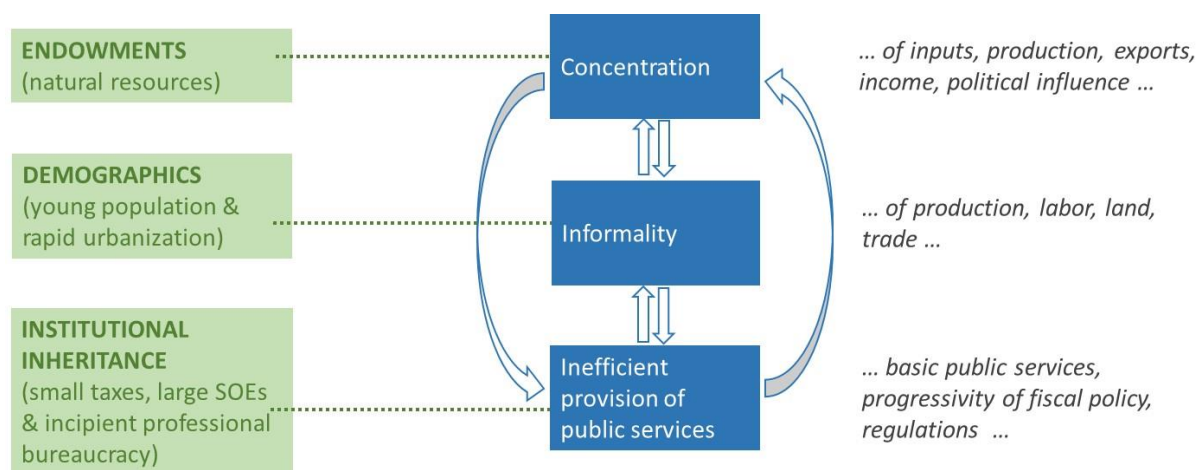 ENDOWMENTS
(natural resources)
Concentration
… of inputs, production, exports,
income, political influence …
DEMOGRAPHICS
(young population &
rapid urbanization)
Informality
… of production, labor, land,
trade …
INSTITUTIONAL
INHERITANCE
(small taxes, large SOEs
& incipient professional
bureaucracy)
Inefficient
provision of
public services
… basic public services,
progressivity of fiscal policy,
regulations …